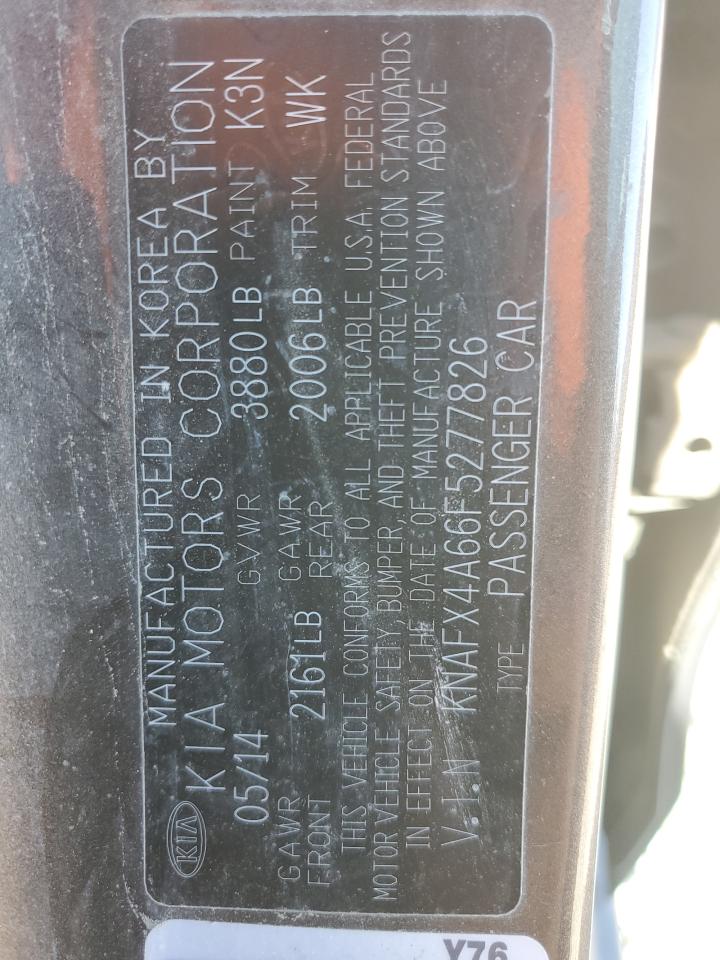 MANUFACTURED IN KOREA BY
KIA KIA MOTORS CORPORATION
05/14 GVWR 3880LB PAINT K3N
GAWR FRONT 2161LB GAWR REAR 2006LB TRIM WK
THIS VEHICLE CONFORMS TO ALL APPLICABLE U.S.A. FEDERAL
MOTOR VEHICLE SAFETY, BUMPER, AND THEFT PREVENTION STANDARDS
IN EFFECT ON THE DATE OF MANUFACTURE SHOWN ABOVE
V.I.N KNAFX4A66F5277826
TYPE PASSENGER CAR
Y76